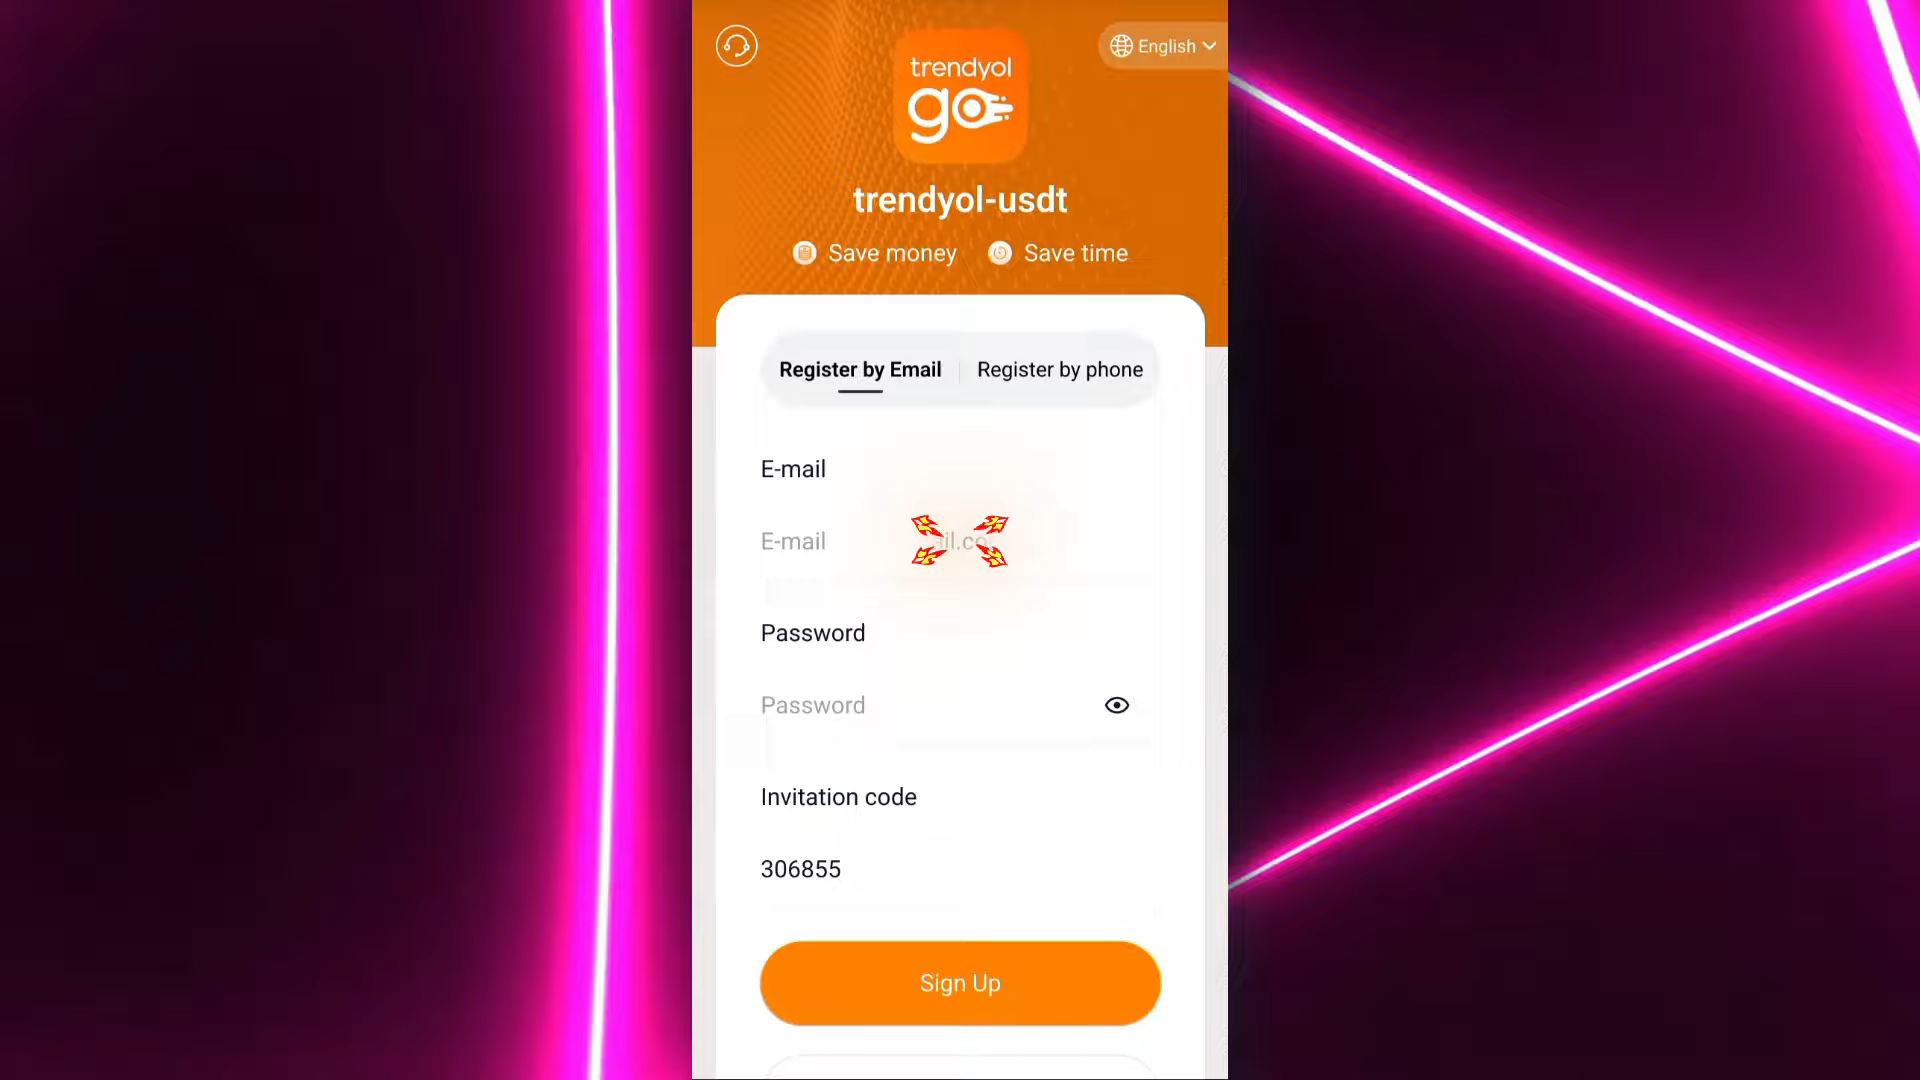 English
trendyol
go
trendyol-usdt
Save money Save time
Register by Email Register by phone
E-mail
E-mail
Password
Password
Invitation code
306855
Sign Up